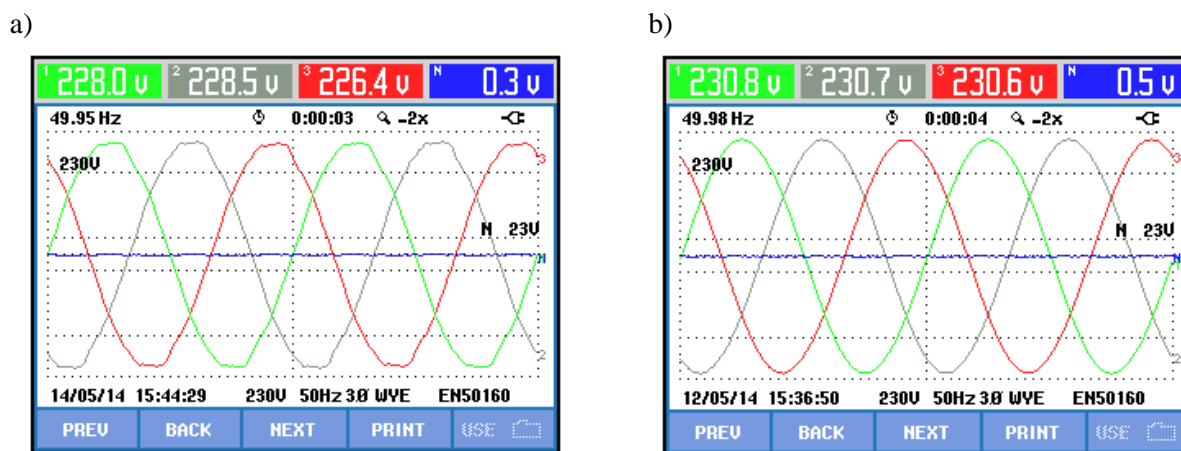 a)
1 228.0 V 2 228.5 V 3 226.4 V N 0.3 V
49.95 Hz 0:00:03 -2x
230V
3
N 23V
N
2
14/05/14 15:44:29 230V 50Hz 3Ø WYE EN50160
PREV BACK NEXT PRINT USE
b)
1 230.8 V 2 230.7 V 3 230.6 V N 0.5 V
49.98 Hz 0:00:04 -2x
230V
3
N 23V
N
2
12/05/14 15:36:50 230V 50Hz 3Ø WYE EN50160
PREV BACK NEXT PRINT USE